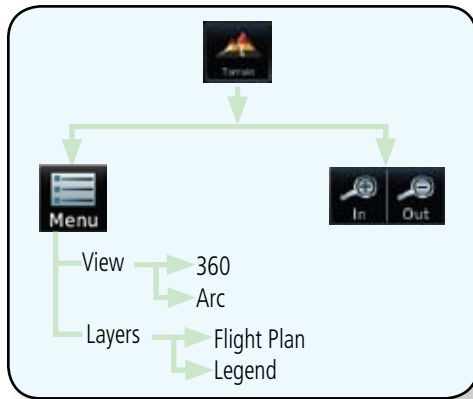 Terrain
Menu
In Out
View
360
Arc
Layers
Flight Plan
Legend